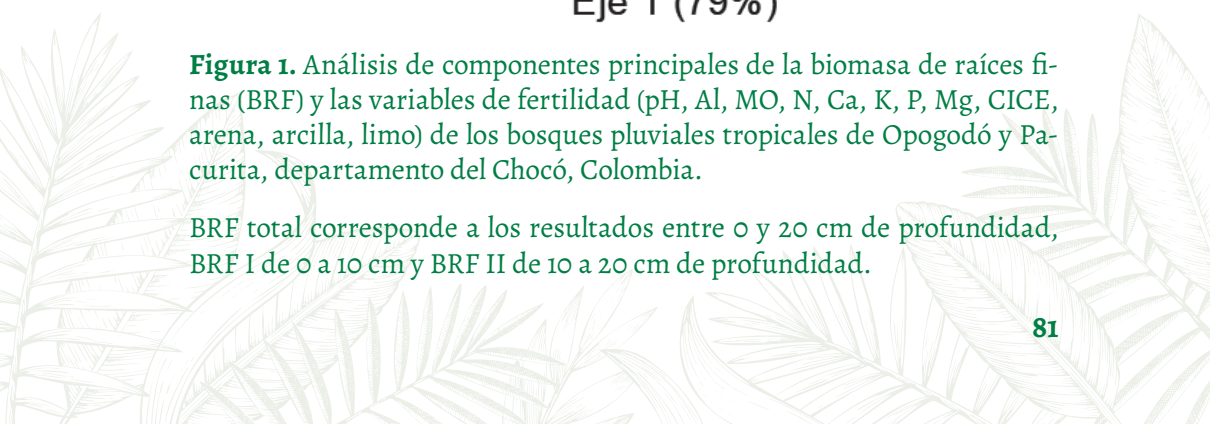 Eje 1 (79%)
Figura 1. Análisis de componentes principales de la biomasa de raíces fi-
nas (BRF) y las variables de fertilidad (pH, Al, MO, N, Ca, K, P, Mg, CICE,
arena, arcilla, limo) de los bosques pluviales tropicales de Opogodó y Pa-
curita, departamento del Chocó, Colombia.
BRF total corresponde a los resultados entre 0 y 20 cm de profundidad,
BRF I de 0 a 10 cm y BRF II de 10 a 20 cm de profundidad.
81